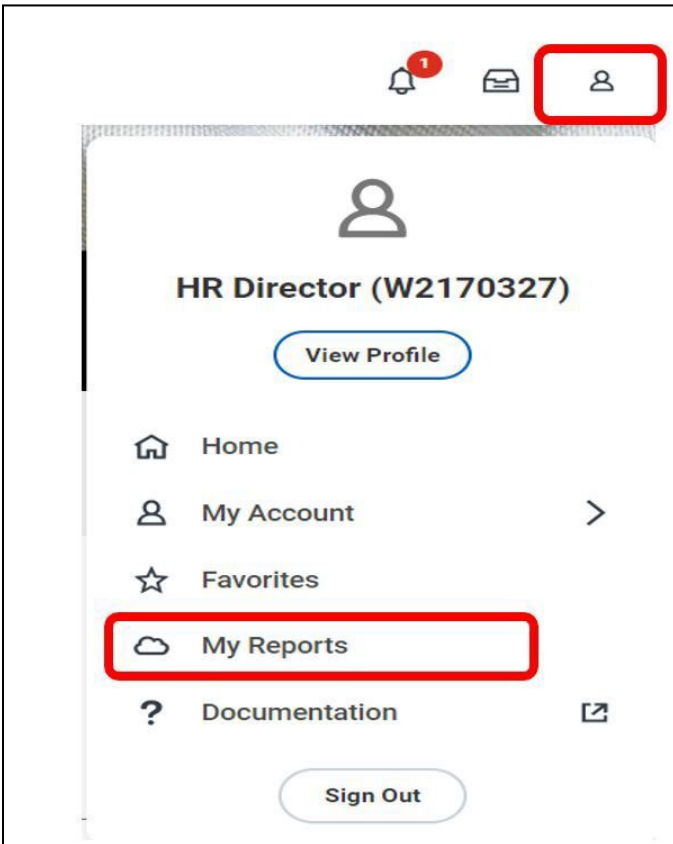 1
HR Director (W2170327)
View Profile
Home
My Account
Favorites
My Reports
Documentation
Sign Out